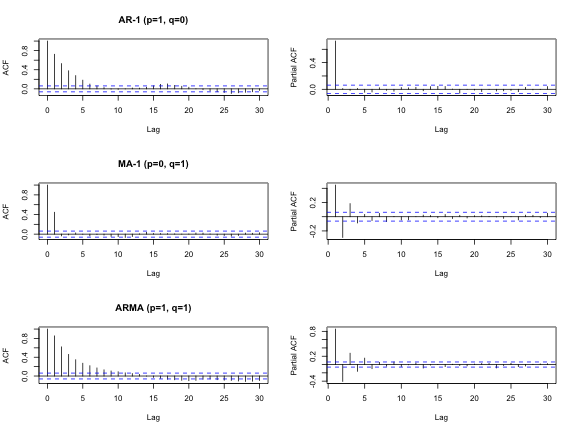 AR-1 (p=1, q=0)
ACF
0.0 0.4 0.8
0 5 10 15 20 25 30
Lag
Partial ACF
0.0 0.4
0 5 10 15 20 25 30
Lag
MA-1 (p=0, q=1)
ACF
0.0 0.4 0.8
0 5 10 15 20 25 30
Lag
Partial ACF
-0.2 0.2
0 5 10 15 20 25 30
Lag
ARMA (p=1, q=1)
ACF
0.0 0.4 0.8
0 5 10 15 20 25 30
Lag
Partial ACF
-0.4 0.2 0.8
0 5 10 15 20 25 30
Lag